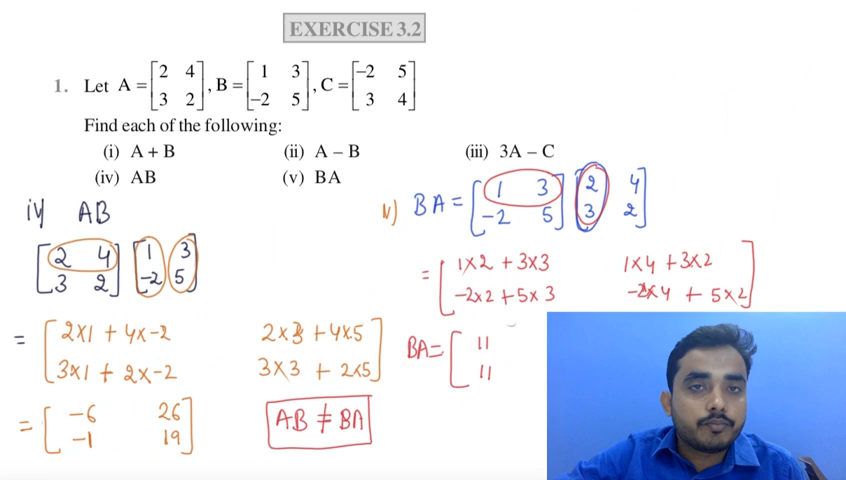 EXERCISE 3.2
1. Let A = [2 4; 3 2], B = [1 3; −2 5], C = [−2 5; 3 4]
Find each of the following:
(i) A + B (ii) A – B (iii) 3A – C
(iv) AB (v) BA
iv) AB
[2 4; 3 2] [1 3; −2 5]
= [2×1 + 4×−2 2×3 + 4×5; 3×1 + 2×−2 3×3 + 2×5]
= [−6 26; −1 19]
AB ≠ BA
v) BA = [1 3; −2 5] [2 4; 3 2]
= [1×2 + 3×3 1×4 + 3×2; −2×2 + 5×3 −2×4 + 5×2]
BA = [11
11